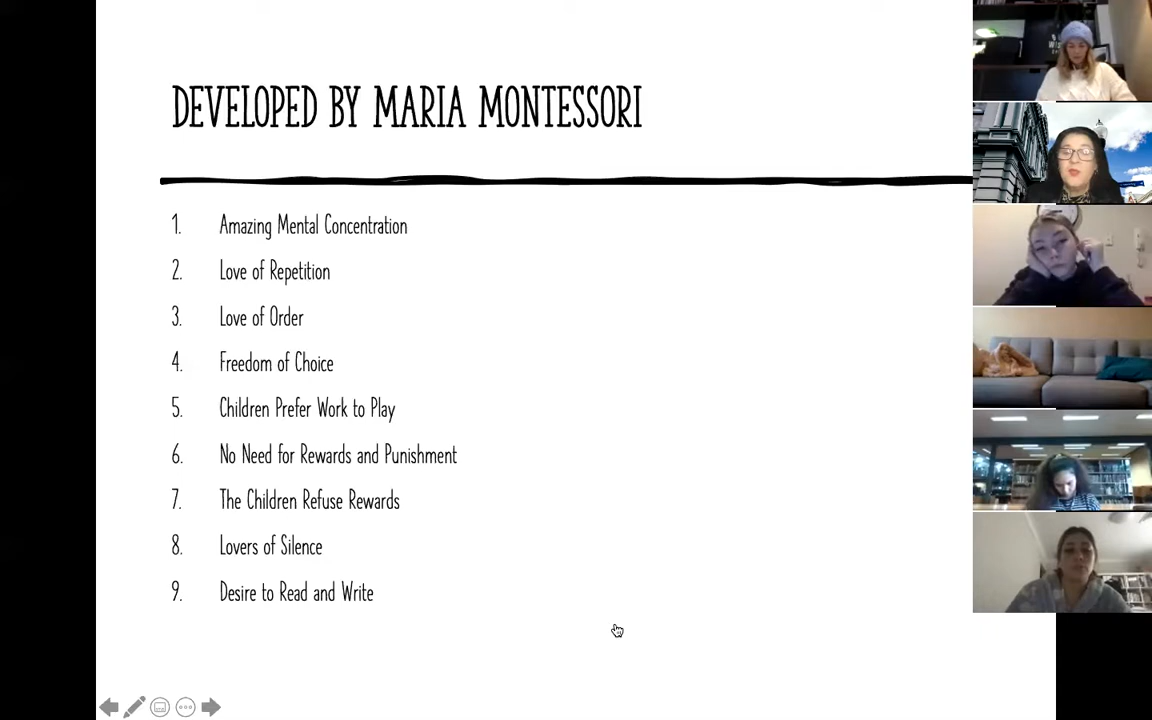 DEVELOPED BY MARIA MONTESSORI
1. Amazing Mental Concentration
2. Love of Repetition
3. Love of Order
4. Freedom of Choice
5. Children Prefer Work to Play
6. No Need for Rewards and Punishment
7. The Children Refuse Rewards
8. Lovers of Silence
9. Desire to Read and Write